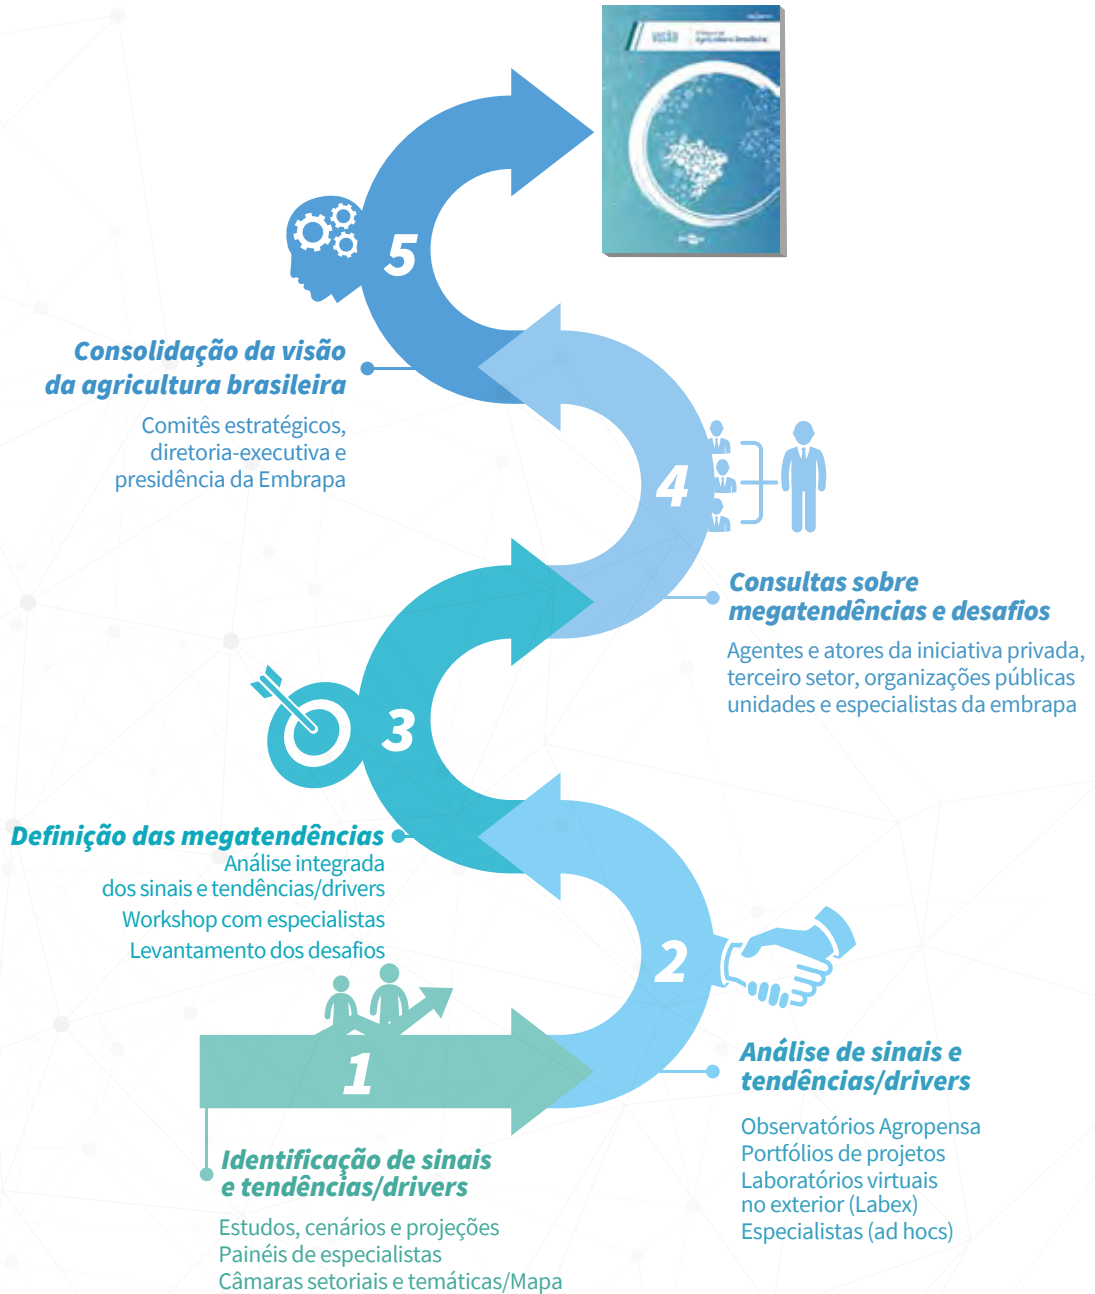 visão
Agricultura Brasileira
5
Consolidação da visão
da agricultura brasileira
Comitês estratégicos,
diretoria-executiva e
presidência da Embrapa
4
Consultas sobre
megatendências e desafios
Agentes e atores da iniciativa privada,
terceiro setor, organizações públicas
unidades e especialistas da embrapa
3
Definição das megatendências
Análise integrada
dos sinais e tendências/drivers
Workshop com especialistas
Levantamento dos desafios
2
Análise de sinais e
tendências/drivers
Observatórios Agropensa
Portfólios de projetos
Laboratórios virtuais
no exterior (Labex)
Especialistas (ad hocs)
1
Identificação de sinais
e tendências/drivers
Estudos, cenários e projeções
Painéis de especialistas
Câmaras setoriais e temáticas/Mapa